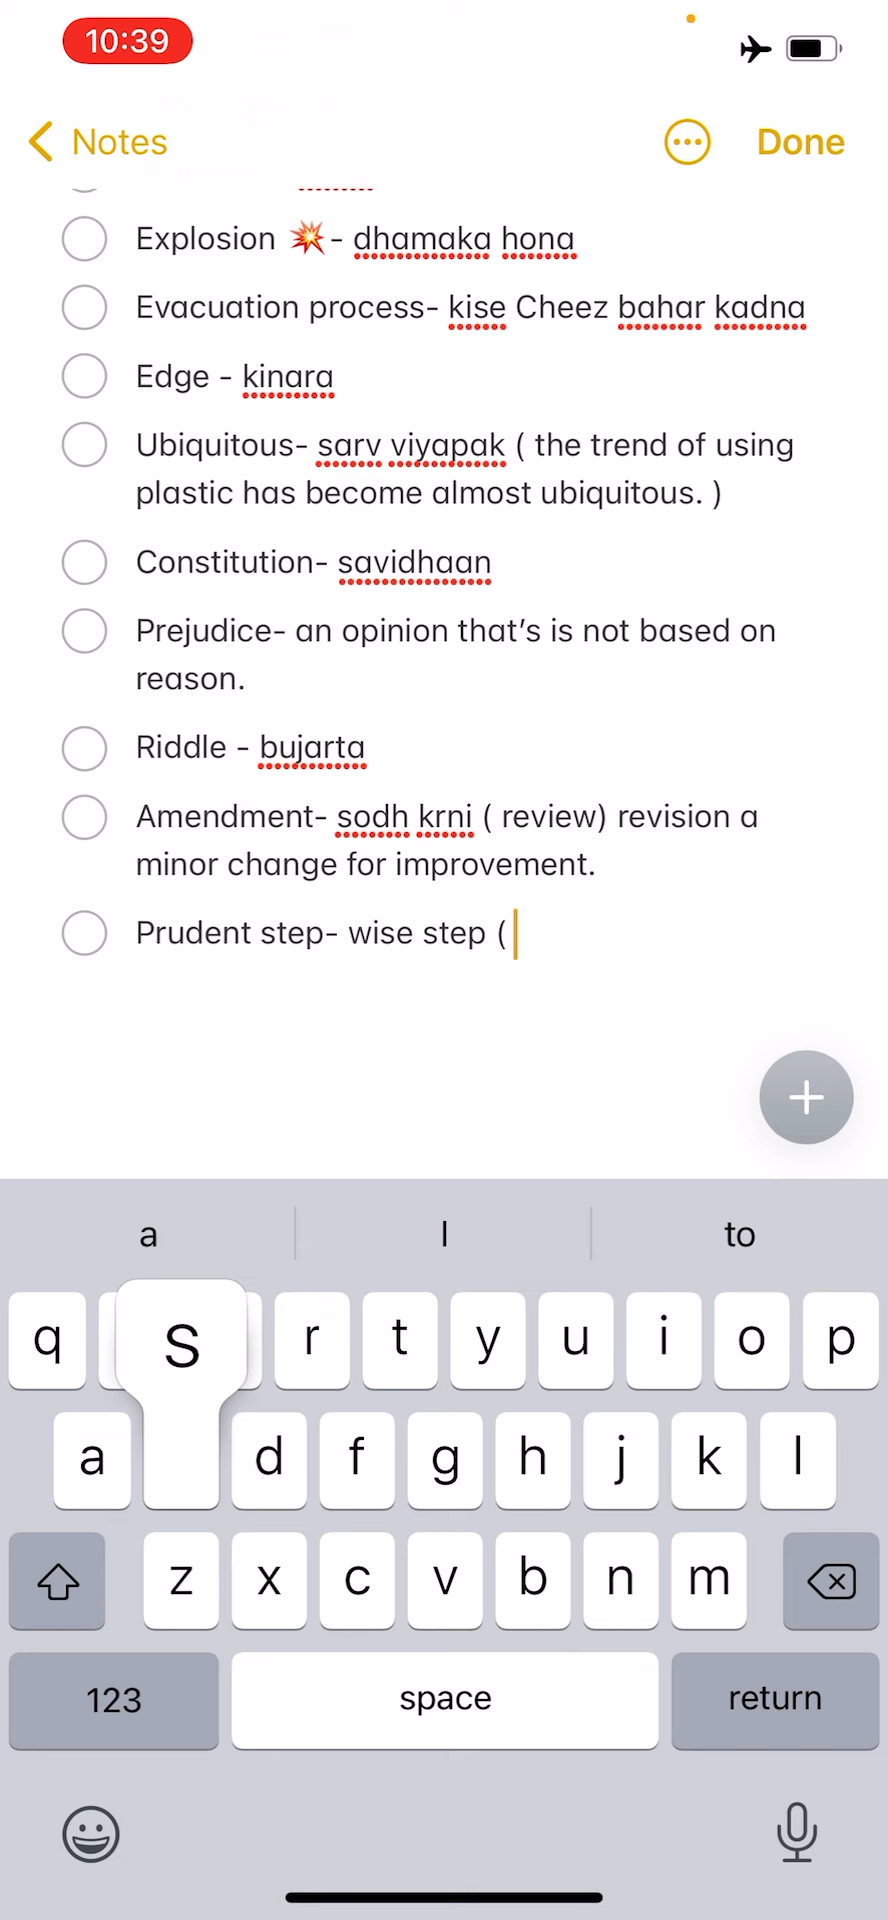 10:39
Notes
Done
Explosion 💥- dhamaka hona
Evacuation process- kise Cheez bahar kadna
Edge - kinara
Ubiquitous- sarv viyapak ( the trend of using
plastic has become almost ubiquitous. )
Constitution- savidhaan
Prejudice- an opinion that's is not based on
reason.
Riddle - bujarta
Amendment- sodh krni ( review) revision a
minor change for improvement.
Prudent step- wise step (
a I to
q S r t y u i o p
a d f g h j k l
z x c v b n m
123 space return